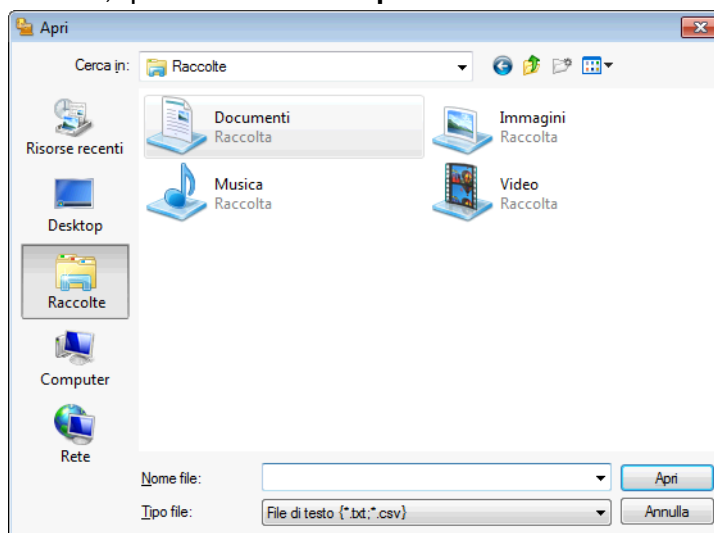 Apri
Cerca in:
Raccolte
Risorse recenti
Desktop
Raccolte
Computer
Rete
Documenti
Raccolta
Immagini
Raccolta
Musica
Raccolta
Video
Raccolta
Nome file:
Apri
Tipo file:
File di testo {*.txt;*.csv}
Annulla